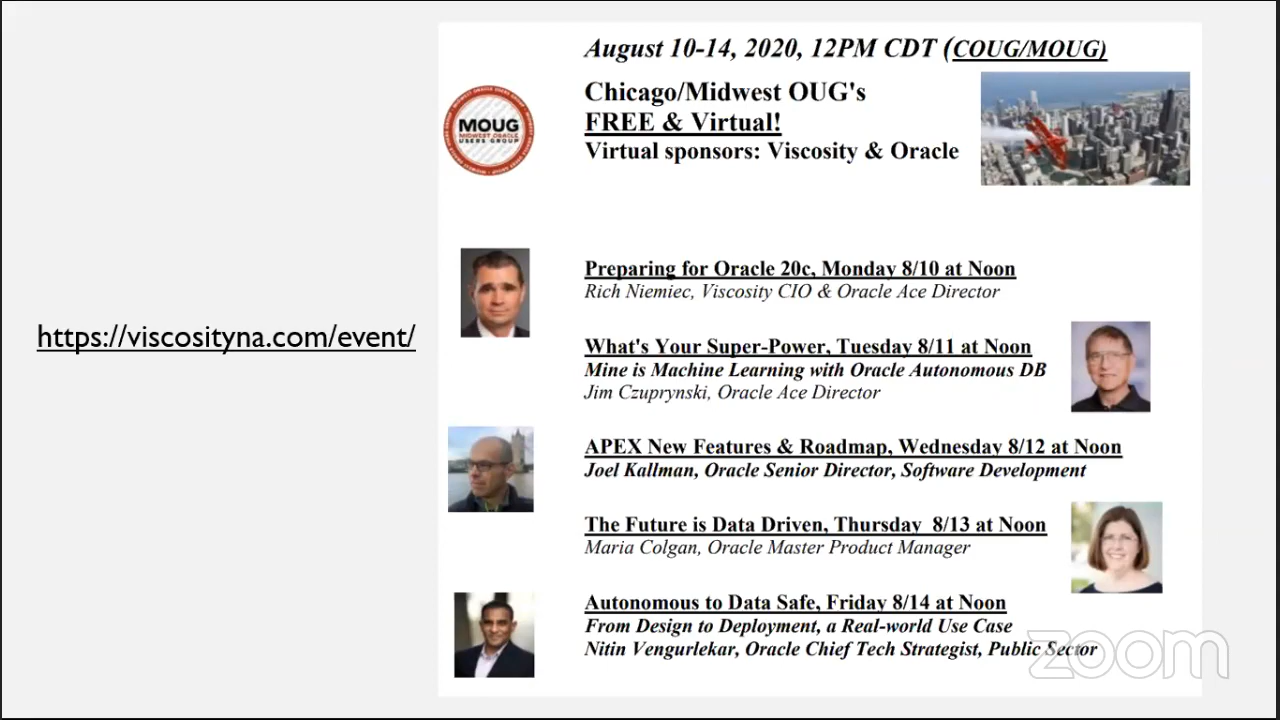 August 10-14, 2020, 12PM CDT (COUG/MOUG)
Chicago/Midwest OUG's
FREE & Virtual!
Virtual sponsors: Viscosity & Oracle
MOUG
MIDWEST ORACLE
USERS GROUP
Preparing for Oracle 20c, Monday 8/10 at Noon
Rich Niemiec, Viscosity CIO & Oracle Ace Director
https://viscosityna.com/event/
What's Your Super-Power, Tuesday 8/11 at Noon
Mine is Machine Learning with Oracle Autonomous DB
Jim Czuprynski, Oracle Ace Director
APEX New Features & Roadmap, Wednesday 8/12 at Noon
Joel Kallman, Oracle Senior Director, Software Development
The Future is Data Driven, Thursday 8/13 at Noon
Maria Colgan, Oracle Master Product Manager
Autonomous to Data Safe, Friday 8/14 at Noon
From Design to Deployment, a Real-world Use Case
Nitin Vengurlekar, Oracle Chief Tech Strategist, Public Sector
zoom